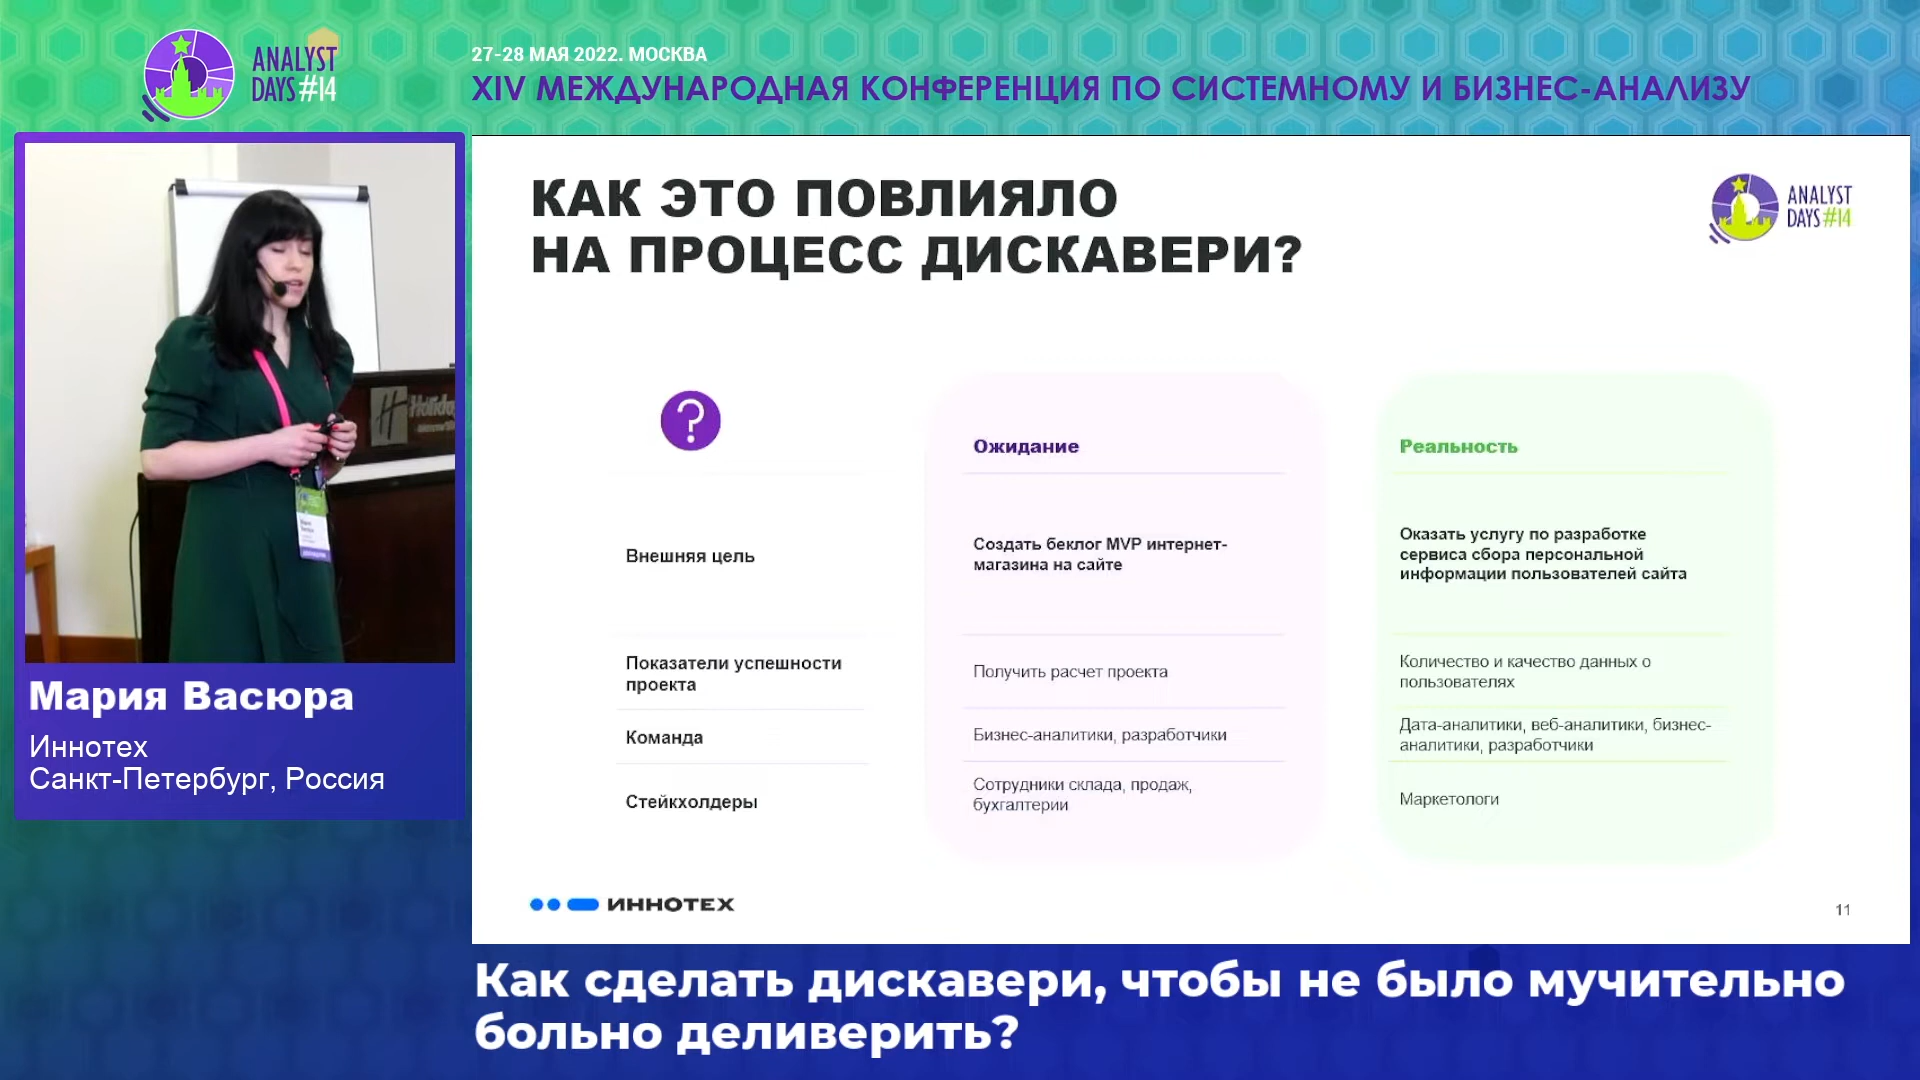 ANALYST
DAYS#14
27-28 МАЯ 2022. МОСКВА
XIV МЕЖДУНАРОДНАЯ КОНФЕРЕНЦИЯ ПО СИСТЕМНОМУ И БИЗНЕС-АНАЛИЗУ
Мария Васюра
Иннотех
Санкт-Петербург, Россия
КАК ЭТО ПОВЛИЯЛО
НА ПРОЦЕСС ДИСКАВЕРИ?
ANALYST
DAYS#14
?
Ожидание
Реальность
Внешняя цель
Создать беклог MVP интернет-
магазина на сайте
Оказать услугу по разработке
сервиса сбора персональной
информации пользователей сайта
Показатели успешности
проекта
Получить расчет проекта
Количество и качество данных о
пользователях
Команда
Бизнес-аналитики, разработчики
Дата-аналитики, веб-аналитики, бизнес-
аналитики, разработчики
Стейкхолдеры
Сотрудники склада, продаж,
бухгалтерии
Маркетологи
ИННОТЕХ
11
Как сделать дискавери, чтобы не было мучительно
больно деливерить?